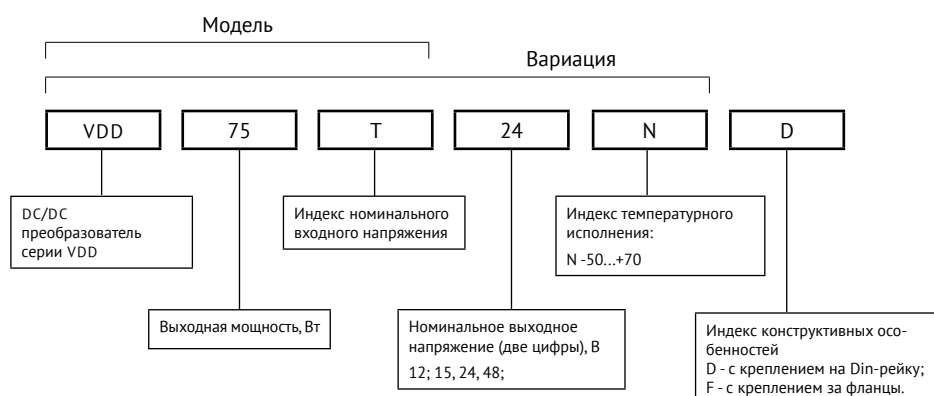 Модель
Вариация
VDD
75
T
24
N
D
DC/DC
преобразователь
серии VDD
Индекс номинального
входного напряжения
Индекс температурного
исполнения:
N -50...+70
Выходная мощность, Вт
Номинальное выходное
напряжение (две цифры), В
12; 15, 24, 48;
Индекс конструктивных осо-
бенностей
D - с креплением на Din-рейку;
F - с креплением за фланцы.